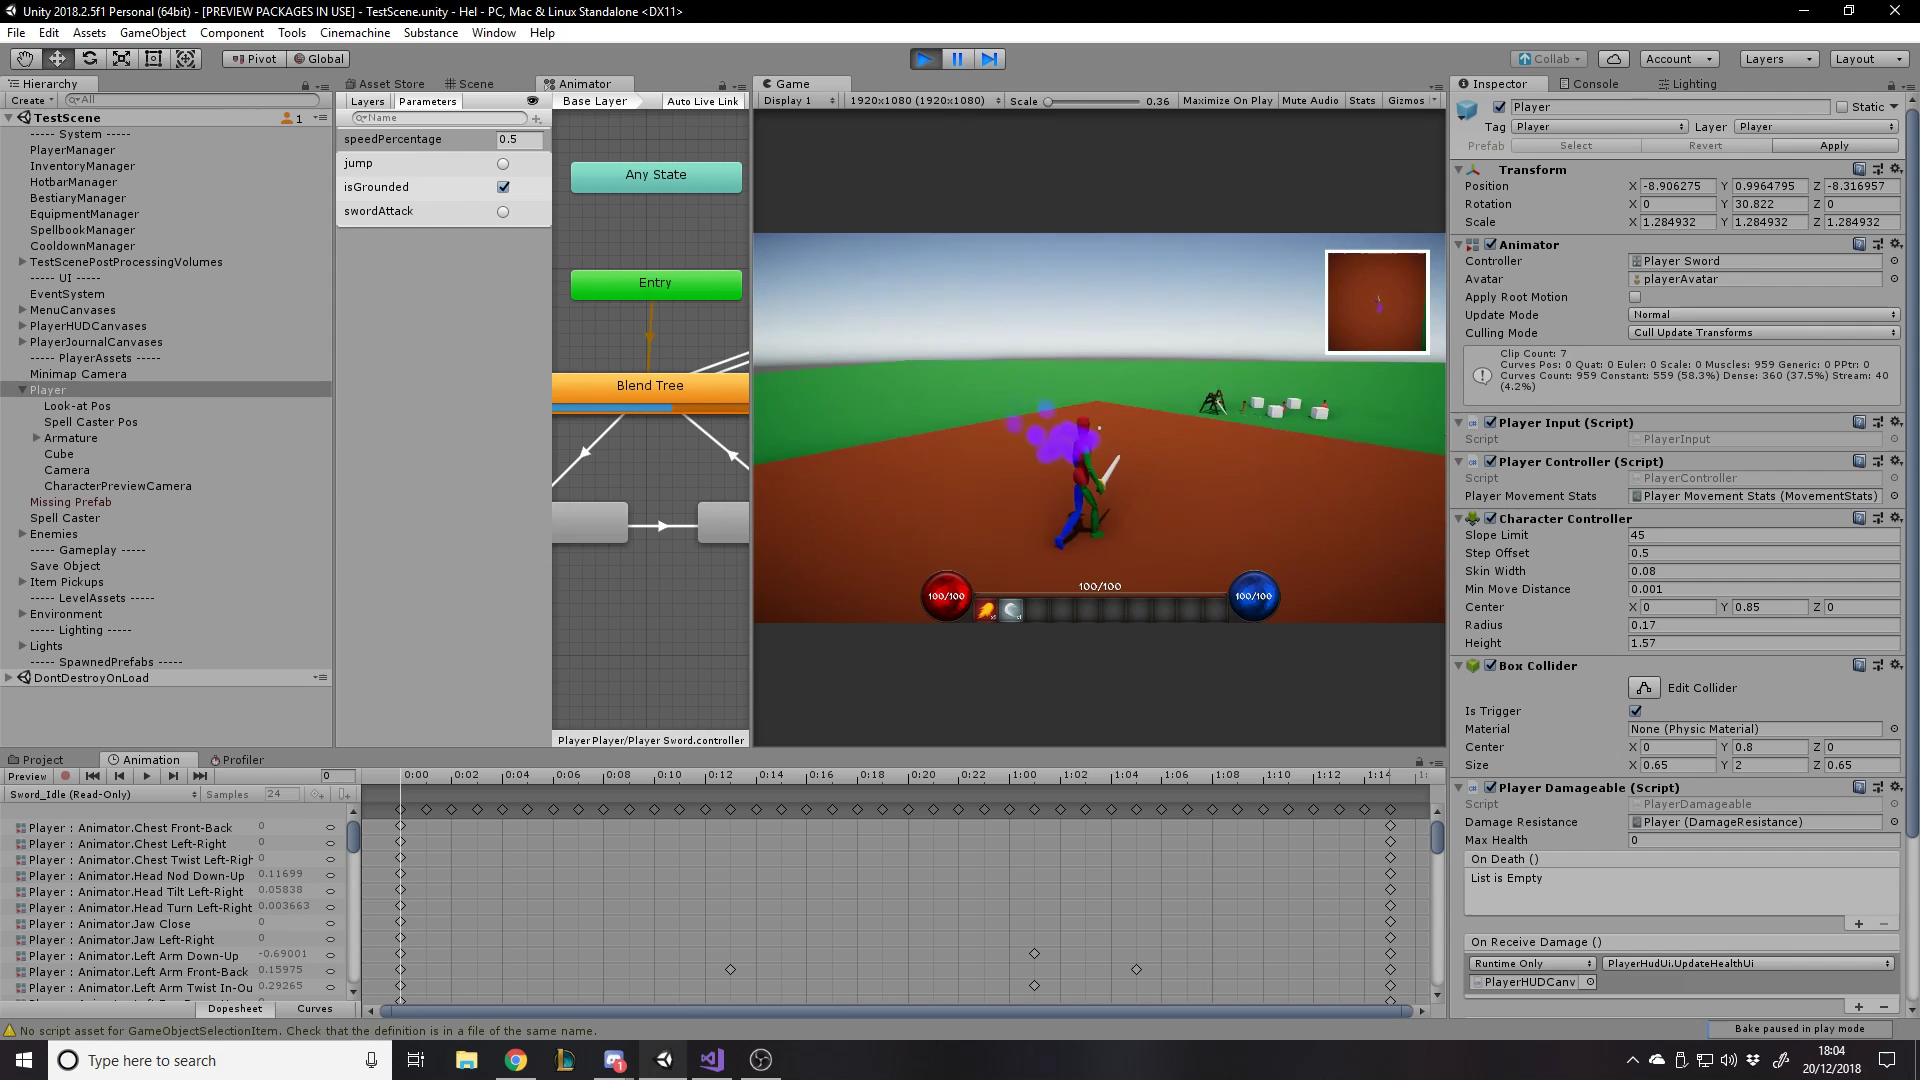 Unity 2018.2.5f1 Personal (64bit) - [PREVIEW PACKAGES IN USE] - TestScene.unity - Hel - PC, Mac & Linux Standalone <DX11>
File Edit Assets GameObject Component Tools Cinemachine Substance Window Help
Pivot Global Collab Account Layers Layout
Hierarchy
Create All
TestScene 1
----- System -----
PlayerManager
InventoryManager
HotbarManager
BestiaryManager
EquipmentManager
SpellbookManager
CooldownManager
TestScenePostProcessingVolumes
----- UI -----
EventSystem
MenuCanvases
PlayerHUDCanvases
PlayerJournalCanvases
----- PlayerAssets -----
Minimap Camera
Player
Look-at Pos
Spell Caster Pos
Armature
Cube
Camera
CharacterPreviewCamera
Missing Prefab
Spell Caster
Enemies
----- Gameplay -----
Save Object
Item Pickups
----- LevelAssets -----
Environment
----- Lighting -----
Lights
----- SpawnedPrefabs -----
DontDestroyOnLoad
Asset Store Scene Animator
Layers Parameters Base Layer Auto Live Link
Name
speedPercentage 0.5
jump
isGrounded
swordAttack
Any State
Entry
Blend Tree
Player Player/Player Sword.controller
Game
Display 1 1920x1080 (1920x1080) Scale 0.36 Maximize On Play Mute Audio Stats Gizmos
100/100
100/100
100/100
Inspector Console Lighting
Player Static
Tag Player Layer Player
Prefab Select Revert Apply
Transform
Position X -8.906275 Y 0.9964795 Z -8.316957
Rotation X 0 Y 30.822 Z 0
Scale X 1.284932 Y 1.284932 Z 1.284932
Animator
Controller Player Sword
Avatar playerAvatar
Apply Root Motion
Update Mode Normal
Culling Mode Cull Update Transforms
Clip Count: 7
Curves Pos: 0 Quat: 0 Euler: 0 Scale: 0 Muscles: 959 Generic: 0 PPtr: 0
Curves Count: 959 Constant: 559 (58.3%) Dense: 360 (37.5%) Stream: 40
(4.2%)
Player Input (Script)
Script PlayerInput
Player Controller (Script)
Script PlayerController
Player Movement Stats Player Movement Stats (MovementStats)
Character Controller
Slope Limit 45
Step Offset 0.5
Skin Width 0.08
Min Move Distance 0.001
Center X 0 Y 0.85 Z 0
Radius 0.17
Height 1.57
Box Collider
Edit Collider
Is Trigger
Material None (Physic Material)
Center X 0 Y 0.8 Z 0
Size X 0.65 Y 2 Z 0.65
Player Damageable (Script)
Script PlayerDamageable
Damage Resistance Player (DamageResistance)
Max Health 0
On Death ()
List is Empty
On Receive Damage ()
Runtime Only PlayerHudUi.UpdateHealthUi
PlayerHUDCanv
Project Animation Profiler
Preview 0 0:00 0:02 0:04 0:06 0:08 0:10 0:12 0:14 0:16 0:18 0:20 0:22 1:00 1:02 1:04 1:06 1:08 1:10 1:12 1:14
Sword_Idle (Read-Only) Samples 24
Player : Animator.Chest Front-Back 0
Player : Animator.Chest Left-Right 0
Player : Animator.Chest Twist Left-Righ 0
Player : Animator.Head Nod Down-Up 0.11699
Player : Animator.Head Tilt Left-Right 0.05838
Player : Animator.Head Turn Left-Right 0.003663
Player : Animator.Jaw Close 0
Player : Animator.Jaw Left-Right 0
Player : Animator.Left Arm Down-Up -0.69001
Player : Animator.Left Arm Front-Back 0.15975
Player : Animator.Left Arm Twist In-Ou 0.29265
Dopesheet Curves
No script asset for GameObjectSelectionItem. Check that the definition is in a file of the same name.
Bake paused in play mode
Type here to search
18:04
20/12/2018